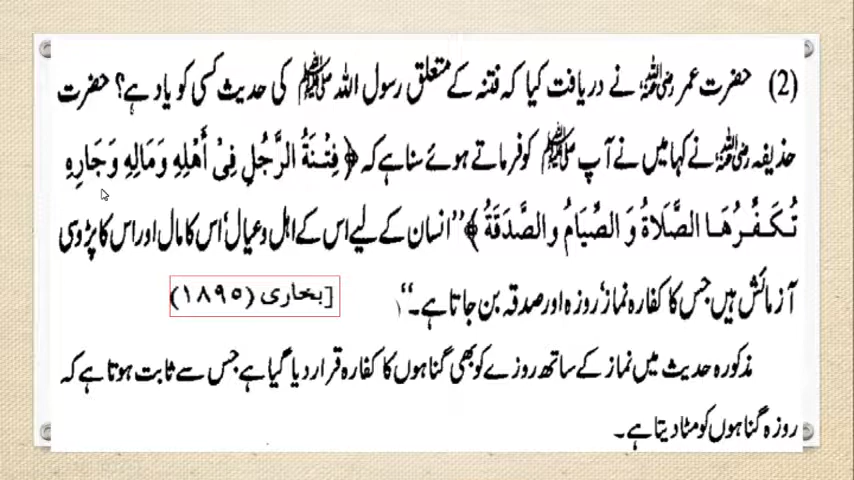 (2) حضرت عمر رضی اللہ عنہ نے دریافت کیا کہ فتنہ کے متعلق رسول اللہ ﷺ کی حدیث کسی کو یاد ہے؟ حضرت
حذیفہ رضی اللہ عنہ نے کہا میں نے آپ ﷺ کو فرماتے ہوئے سنا ہے کہ ﴿ فِتْنَةُ الرَّجُلِ فِیْ أَهْلِهِ وَمَالِهِ وَجَارِهِ
تُكَفِّرُهَا الصَّلَاةُ وَ الصِّيَامُ والصَّدَقَةُ ﴾ ’’انسان کے لیے اس کے اہل وعیال‘ اس کا مال اور اس کا پڑوسی
آزمائش ہیں جس کا کفارہ نماز‘ روزہ اور صدقہ بن جاتا ہے۔‘‘ [بخاری (۱۸۹۵)
مذکورہ حدیث میں نماز کے ساتھ روزے کو بھی گناہوں کا کفارہ قرار دیا گیا ہے جس سے ثابت ہوتا ہے کہ
روزہ گناہوں کو مٹا دیتا ہے۔